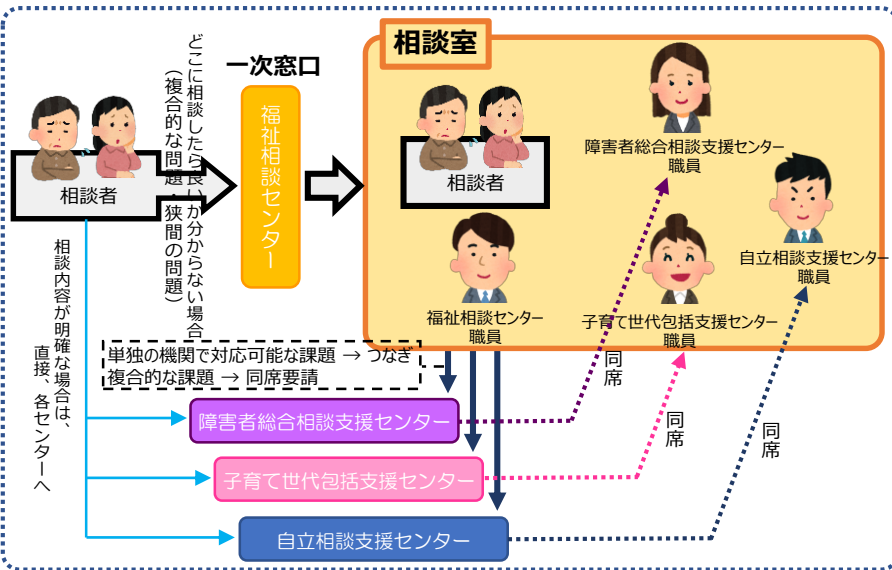 どこに相談したら良いか分からない場合
（複合的な問題・狭間の問題）
一次窓口
福祉相談センター
相談室
相談者
相談者
障害者総合相談支援センター
職員
自立相談支援センター
職員
福祉相談センター
職員
子育て世代包括支援センター
職員
相談内容が明確な場合は、
直接、各センターへ
単独の機関で対応可能な課題 → つなぎ
複合的な課題 → 同席要請
同席
同席
同席
障害者総合相談支援センター
子育て世代包括支援センター
自立相談支援センター